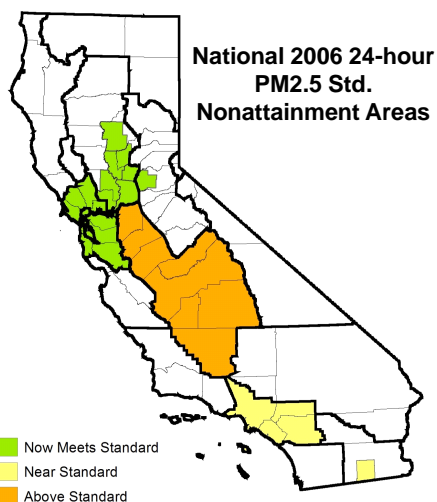 National 2006 24-hour
PM2.5 Std.
Nonattainment Areas
Now Meets Standard
Near Standard
Above Standard